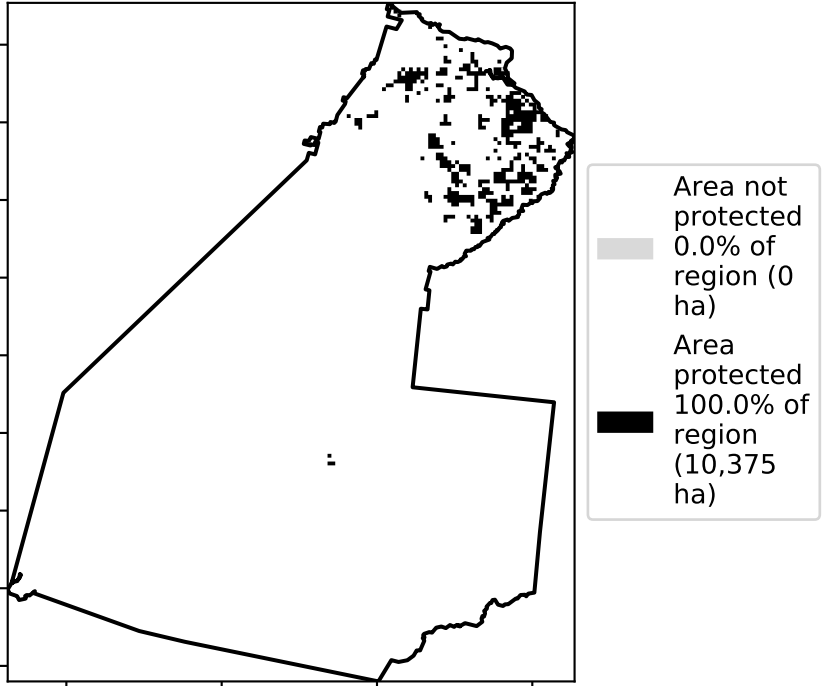 Area not
protected
0.0% of
region (0
ha)
Area
protected
100.0% of
region
(10,375
ha)